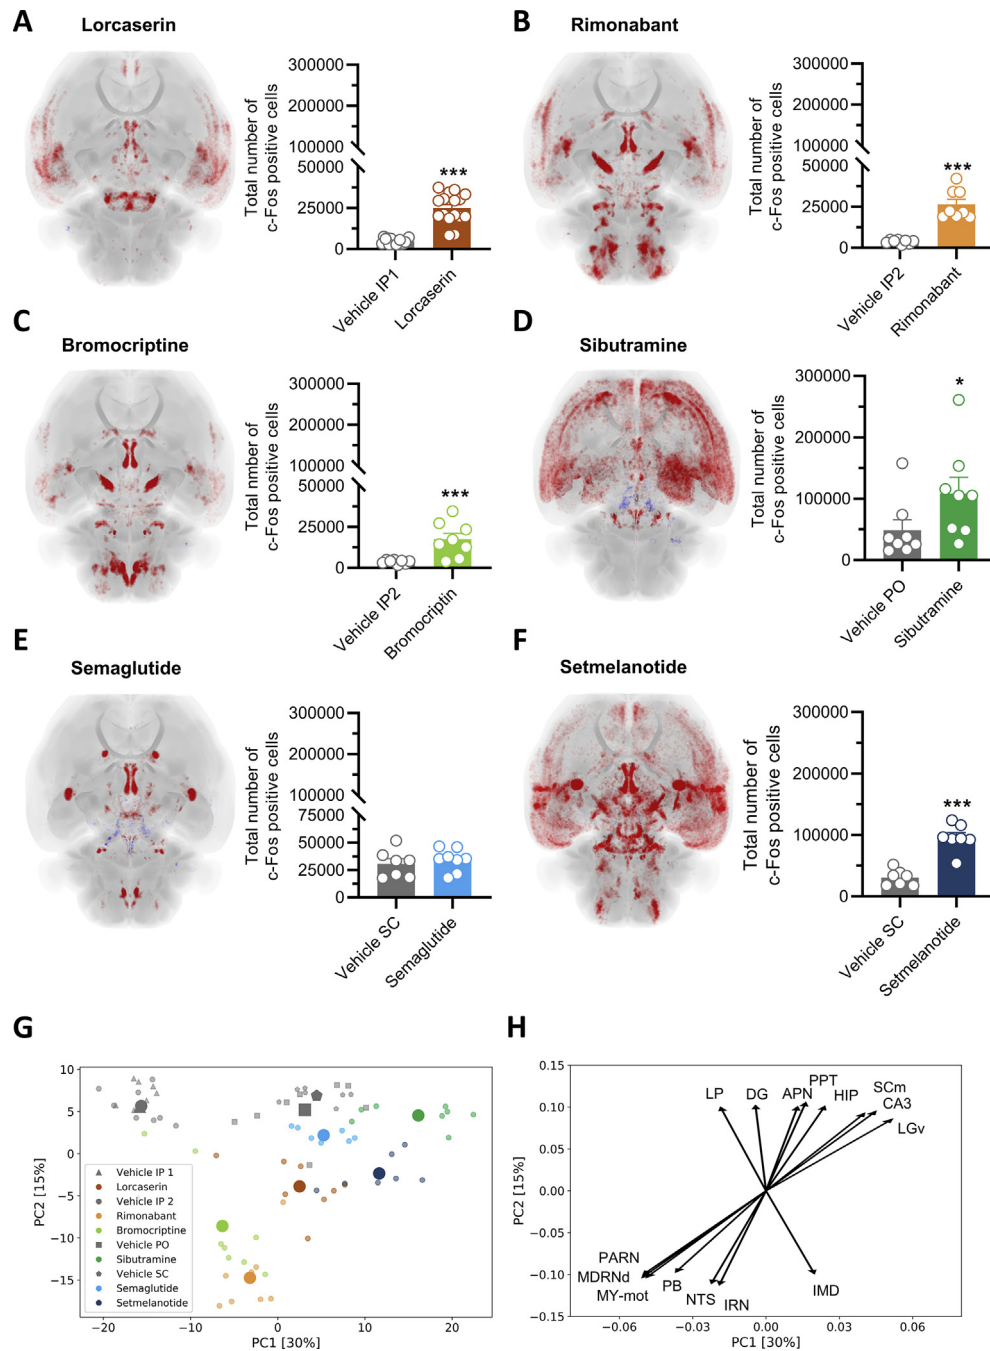 A
Lorcaserin
Total number of
c-Fos positive cells
300000
200000
100000
50000
25000
0
***
Vehicle IP1
Lorcaserin
B
Rimonabant
Total number of
c-Fos positive cells
300000
200000
100000
50000
25000
0
***
Vehicle IP2
Rimonabant
C
Bromocriptine
Total nmber of
c-Fos positive cells
300000
200000
100000
50000
25000
0
***
Vehicle IP2
Bromocriptin
D
Sibutramine
Total number of
c-Fos positive cells
300000
200000
100000
0
*
Vehicle PO
Sibutramine
E
Semaglutide
Total number of
c-Fos positive cells
300000
200000
100000
75000
50000
25000
0
Vehicle SC
Semaglutide
F
Setmelanotide
Total number of
c-Fos positive cells
300000
200000
100000
0
***
Vehicle SC
Setmelanotide
G
PC2 [15%]
10
5
0
−5
−10
−15
Vehicle IP 1
Lorcaserin
Vehicle IP 2
Rimonabant
Bromocriptine
Vehicle PO
Sibutramine
Vehicle SC
Semaglutide
Setmelanotide
−20
−10
0
10
20
PC1 [30%]
H
PC2 [15%]
0.15
0.10
0.05
0.00
−0.05
−0.10
−0.15
LP
DG
APN
PPT
HIP
SCm
CA3
LGv
PARN
MDRNd
MY-mot
PB
NTS
IRN
IMD
−0.06
−0.03
0.00
0.03
0.06
PC1 [30%]